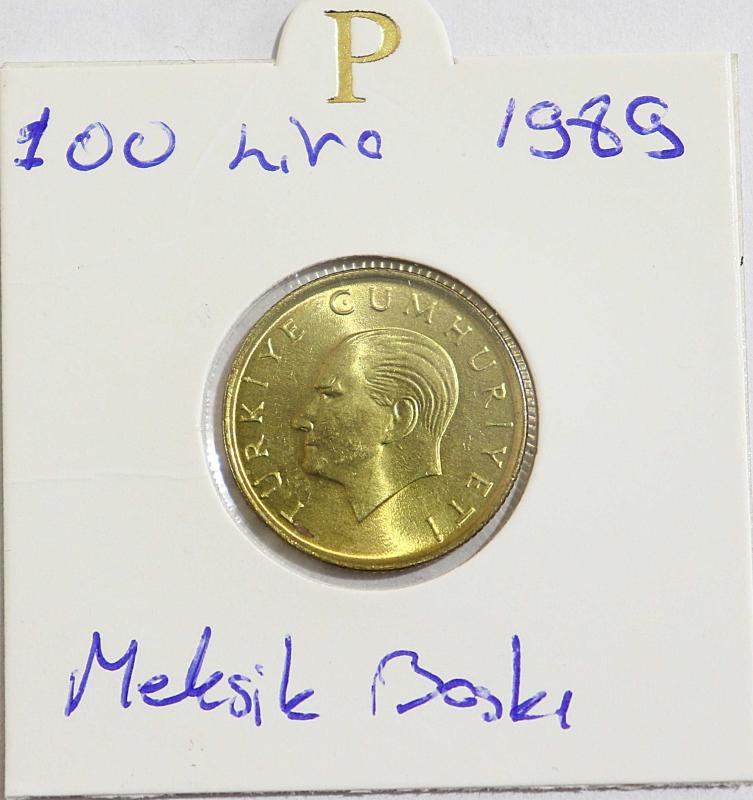 P
100 Lira 1989
TÜRKİYE CUMHURİYETİ
Meksik Baskı